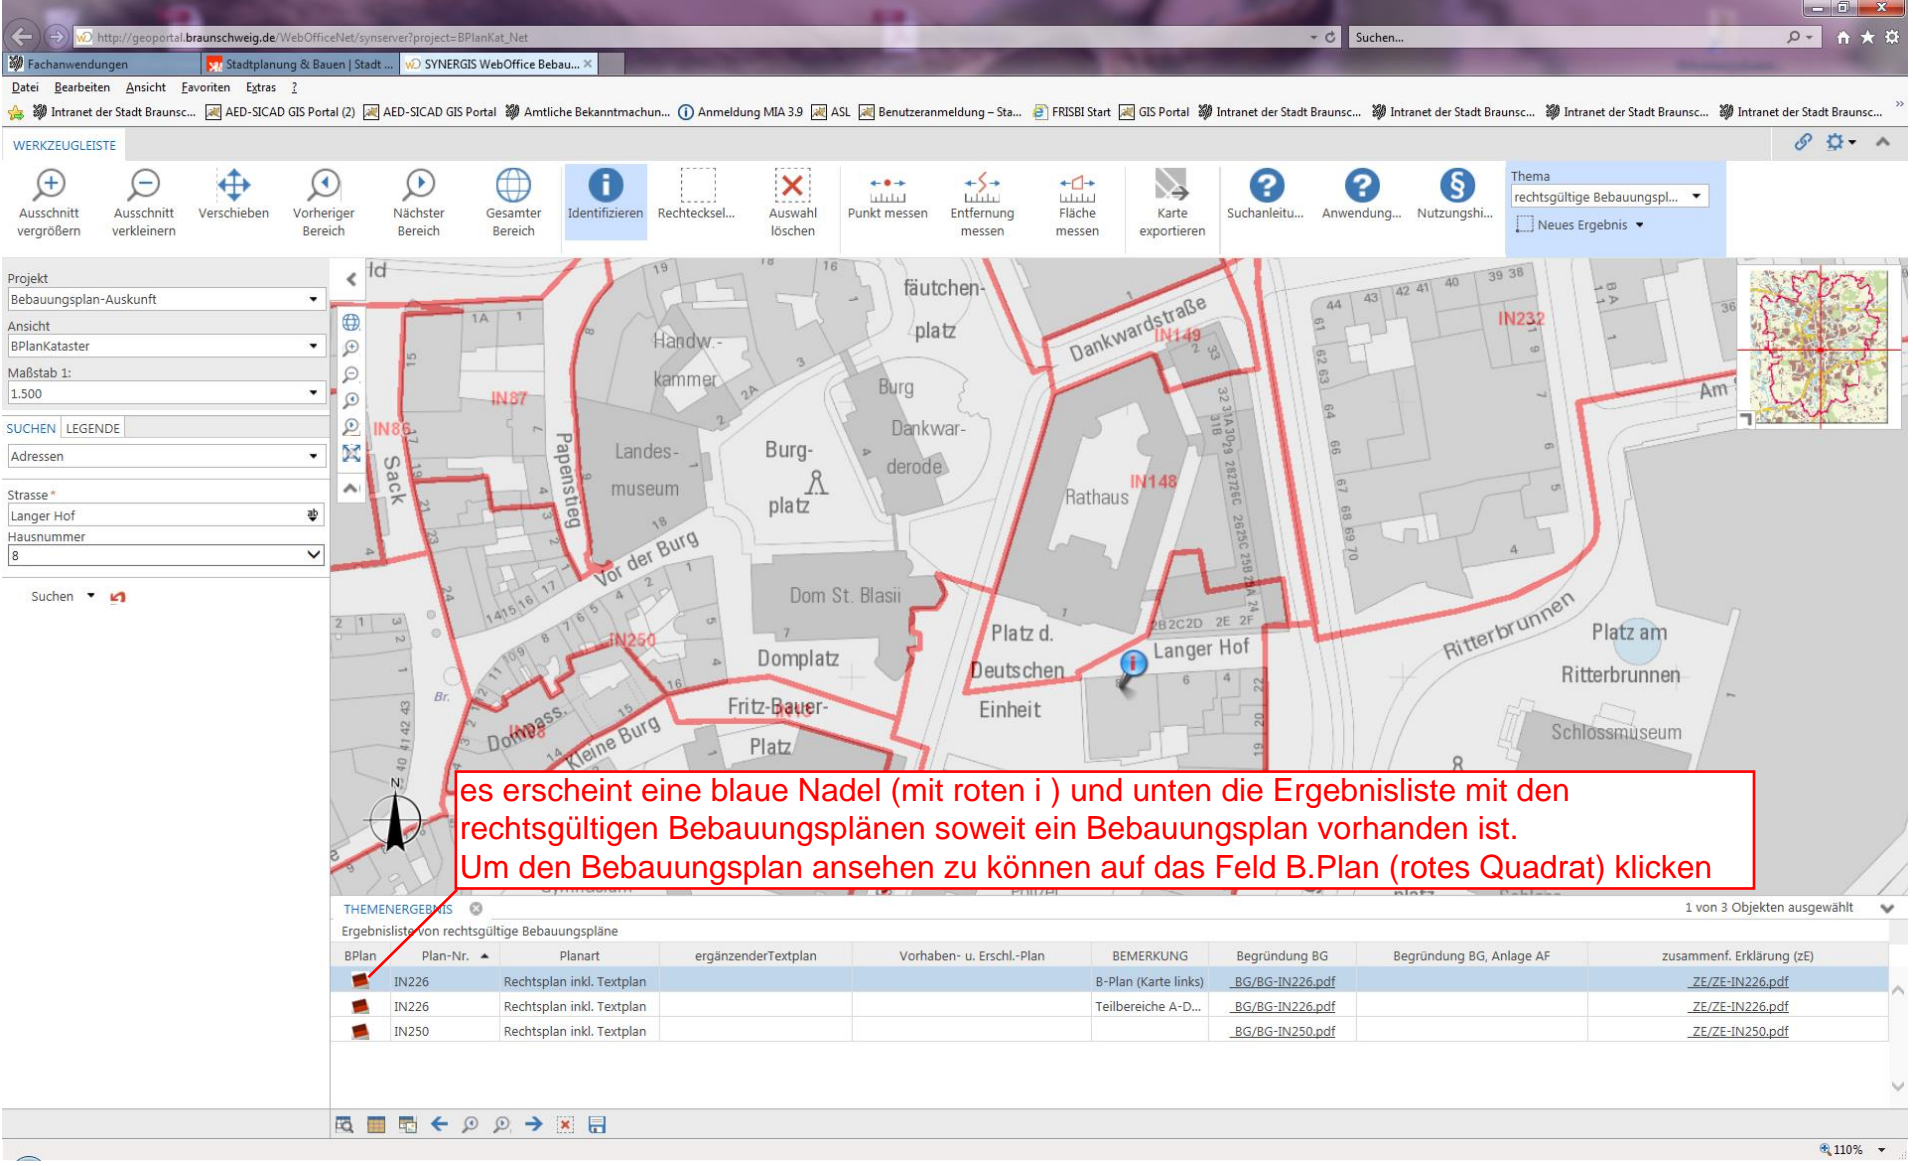 http://geoportal.braunschweig.de/WebOfficeNet/synserver?project=BPlanKat_Net
Suchen...
Fachanwendungen
Stadtplanung & Bauen | Stadt ...
SYNERGIS WebOffice Bebau...
Datei Bearbeiten Ansicht Favoriten Extras ?
Intranet der Stadt Braunsc... AED-SICAD GIS Portal (2) AED-SICAD GIS Portal Amtliche Bekanntmachun... Anmeldung MIA 3.9 ASL Benutzeranmeldung – Sta... FRISBI Start GIS Portal Intranet der Stadt Braunsc... Intranet der Stadt Braunsc... Intranet der Stadt Braunsc... Intranet der Stadt Braunsc...
WERKZEUGLEISTE
Ausschnitt vergrößern
Ausschnitt verkleinern
Verschieben
Vorheriger Bereich
Nächster Bereich
Gesamter Bereich
Identifizieren
Rechtecksel...
Auswahl löschen
Punkt messen
Entfernung messen
Fläche messen
Karte exportieren
Suchanleitu...
Anwendung...
Nutzungshi...
Thema
rechtsgültige Bebauungspl...
Neues Ergebnis
Projekt
Bebauungsplan-Auskunft
Ansicht
BPlanKataster
Maßstab 1:
1.500
SUCHEN LEGENDE
Adressen
Strasse *
Langer Hof
Hausnummer
8
Suchen
ld
fäutchen-
platz
Dankwardstraße
IN149
IN232
Handw.-
kammer
Burg
Dankwar-
derode
IN87
IN86
Sack
Papenstieg
Landes-
museum
Burg-
platz
Rathaus
IN148
Am
Vor der Burg
Dom St. Blasii
Platz d.
Deutschen
Einheit
Langer Hof
Ritterbrunnen
Platz am
Ritterbrunnen
Schlossmuseum
IN250
Domplatz
Br.
Fritz-Bauer-
Platz
Kleine Burg
N
es erscheint eine blaue Nadel (mit roten i ) und unten die Ergebnisliste mit den
rechtsgültigen Bebauungsplänen soweit ein Bebauungsplan vorhanden ist.
Um den Bebauungsplan ansehen zu können auf das Feld B.Plan (rotes Quadrat) klicken
THEMENERGEBNIS
1 von 3 Objekten ausgewählt
Ergebnisliste von rechtsgültige Bebauungspläne
BPlan Plan-Nr. Planart ergänzenderTextplan Vorhaben- u. Erschl.-Plan BEMERKUNG Begründung BG Begründung BG, Anlage AF zusammenf. Erklärung (zE)
IN226 Rechtsplan inkl. Textplan B-Plan (Karte links) _BG/BG-IN226.pdf _ZE/ZE-IN226.pdf
IN226 Rechtsplan inkl. Textplan Teilbereiche A-D... _BG/BG-IN226.pdf _ZE/ZE-IN226.pdf
IN250 Rechtsplan inkl. Textplan _BG/BG-IN250.pdf _ZE/ZE-IN250.pdf
110%